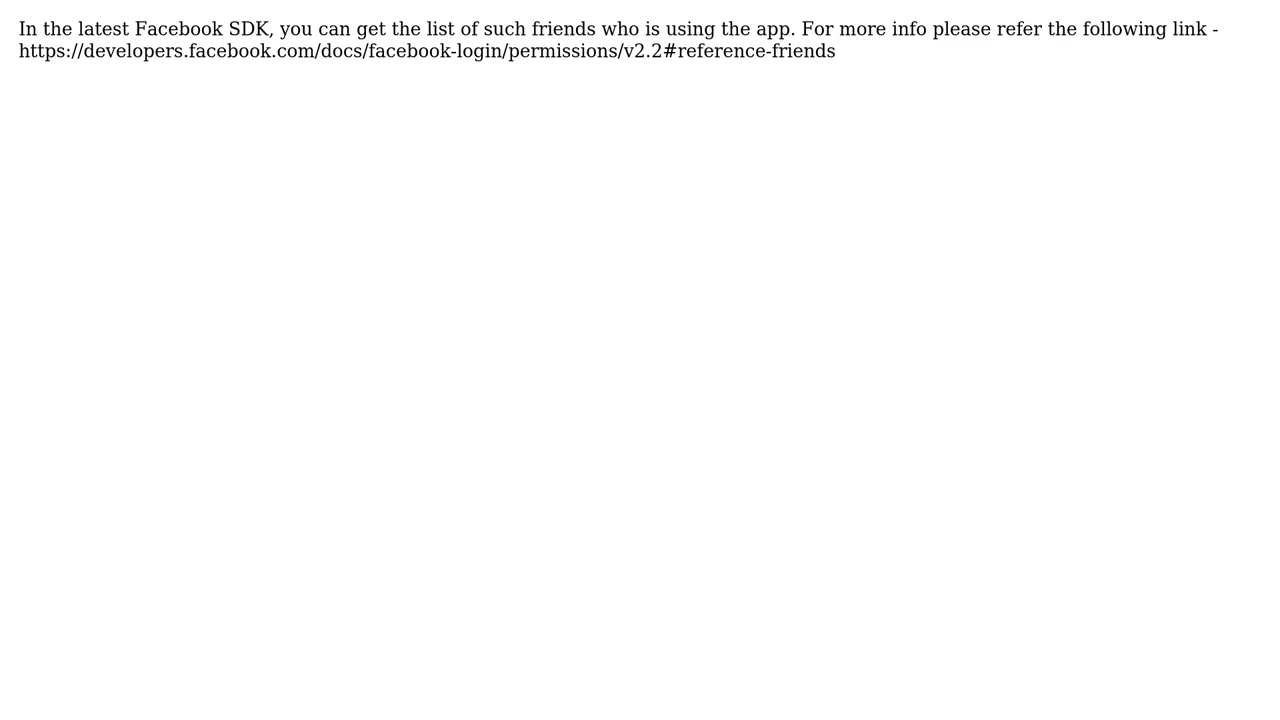 In the latest Facebook SDK, you can get the list of such friends who is using the app. For more info please refer the following link -
https://developers.facebook.com/docs/facebook-login/permissions/v2.2#reference-friends